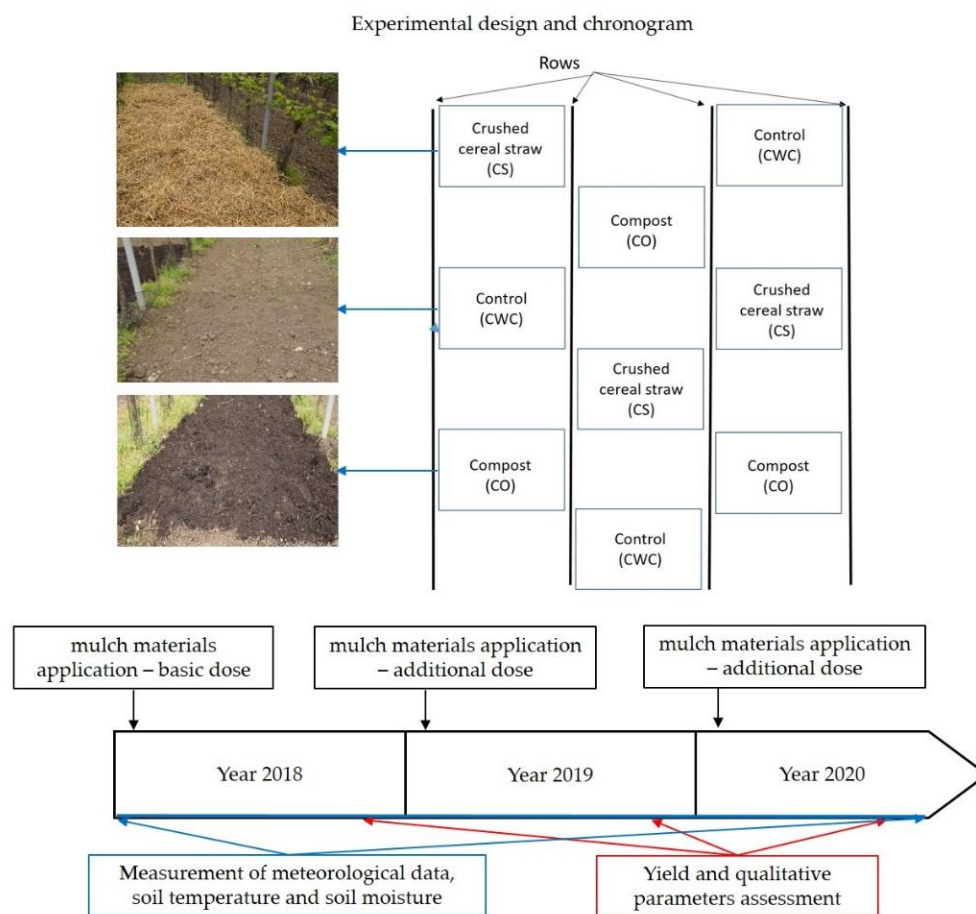 Experimental design and chronogram
Rows
Crushed
cereal straw
(CS)
Control
(CWC)
Compost
(CO)
Control
(CWC)
Crushed
cereal straw
(CS)
Crushed
cereal straw
(CS)
Compost
(CO)
Compost
(CO)
Control
(CWC)
mulch materials
application – basic dose
mulch materials application
– additional dose
mulch materials application
– additional dose
Year 2018
Year 2019
Year 2020
Measurement of meteorological data,
soil temperature and soil moisture
Yield and qualitative
parameters assessment